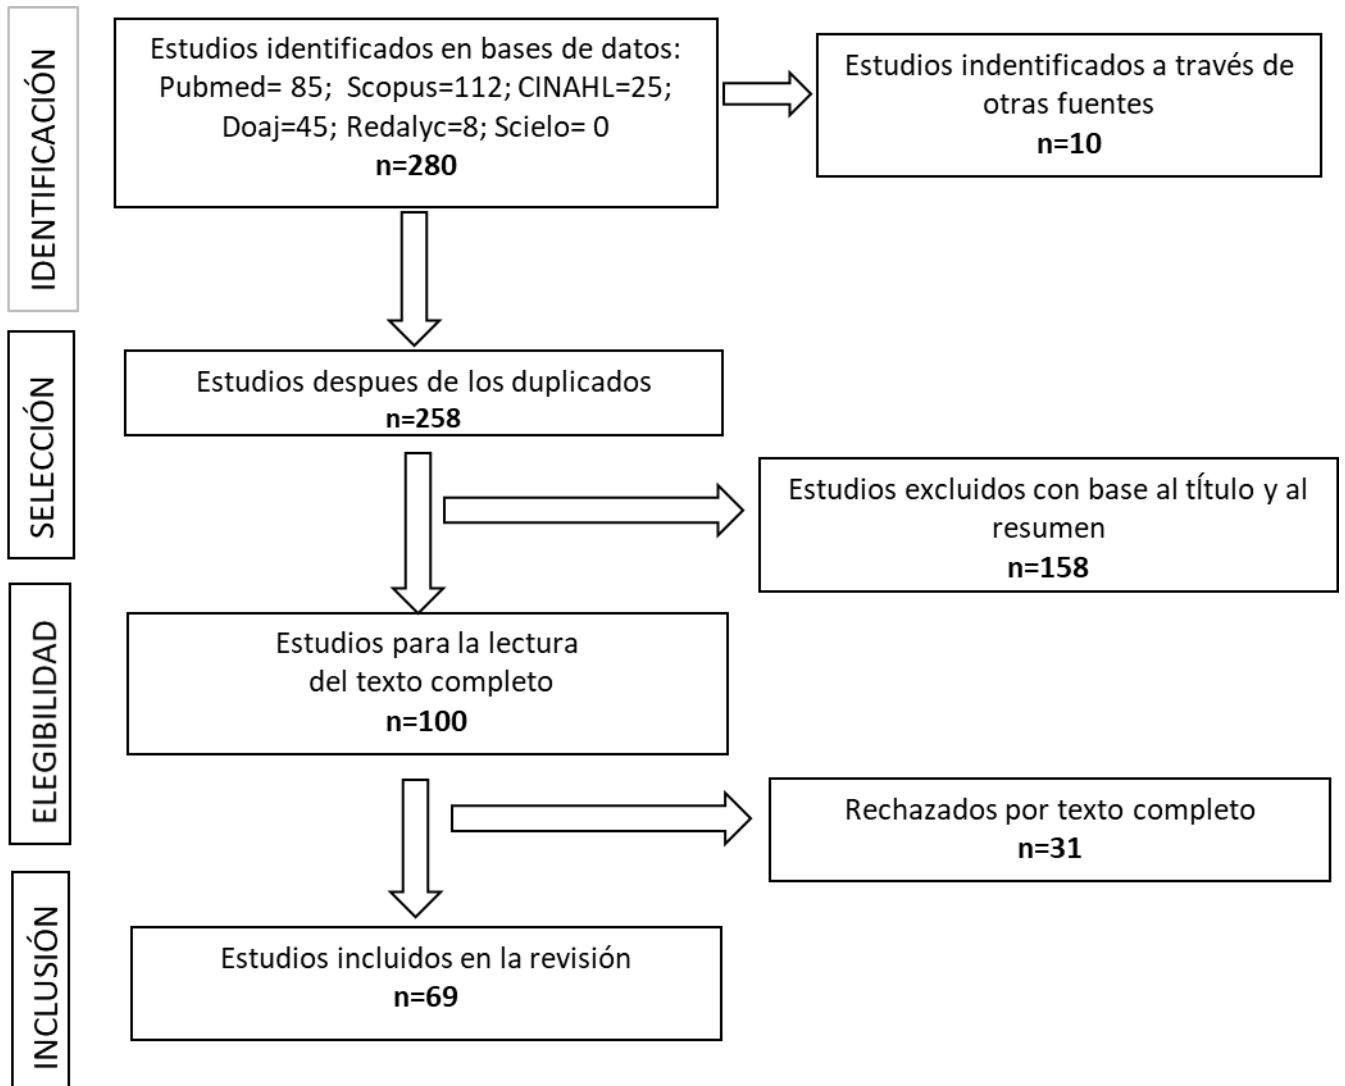 IDENTIFICACIÓN
Estudios identificados en bases de datos:
Pubmed= 85; Scopus=112; CINAHL=25;
Doaj=45; Redalyc=8; Scielo= 0
n=280
Estudios indentificados a través de
otras fuentes
n=10
SELECCIÓN
Estudios despues de los duplicados
n=258
Estudios excluidos con base al tÍtulo y al
resumen
n=158
ELEGIBILIDAD
Estudios para la lectura
del texto completo
n=100
Rechazados por texto completo
n=31
INCLUSIÓN
Estudios incluidos en la revisión
n=69